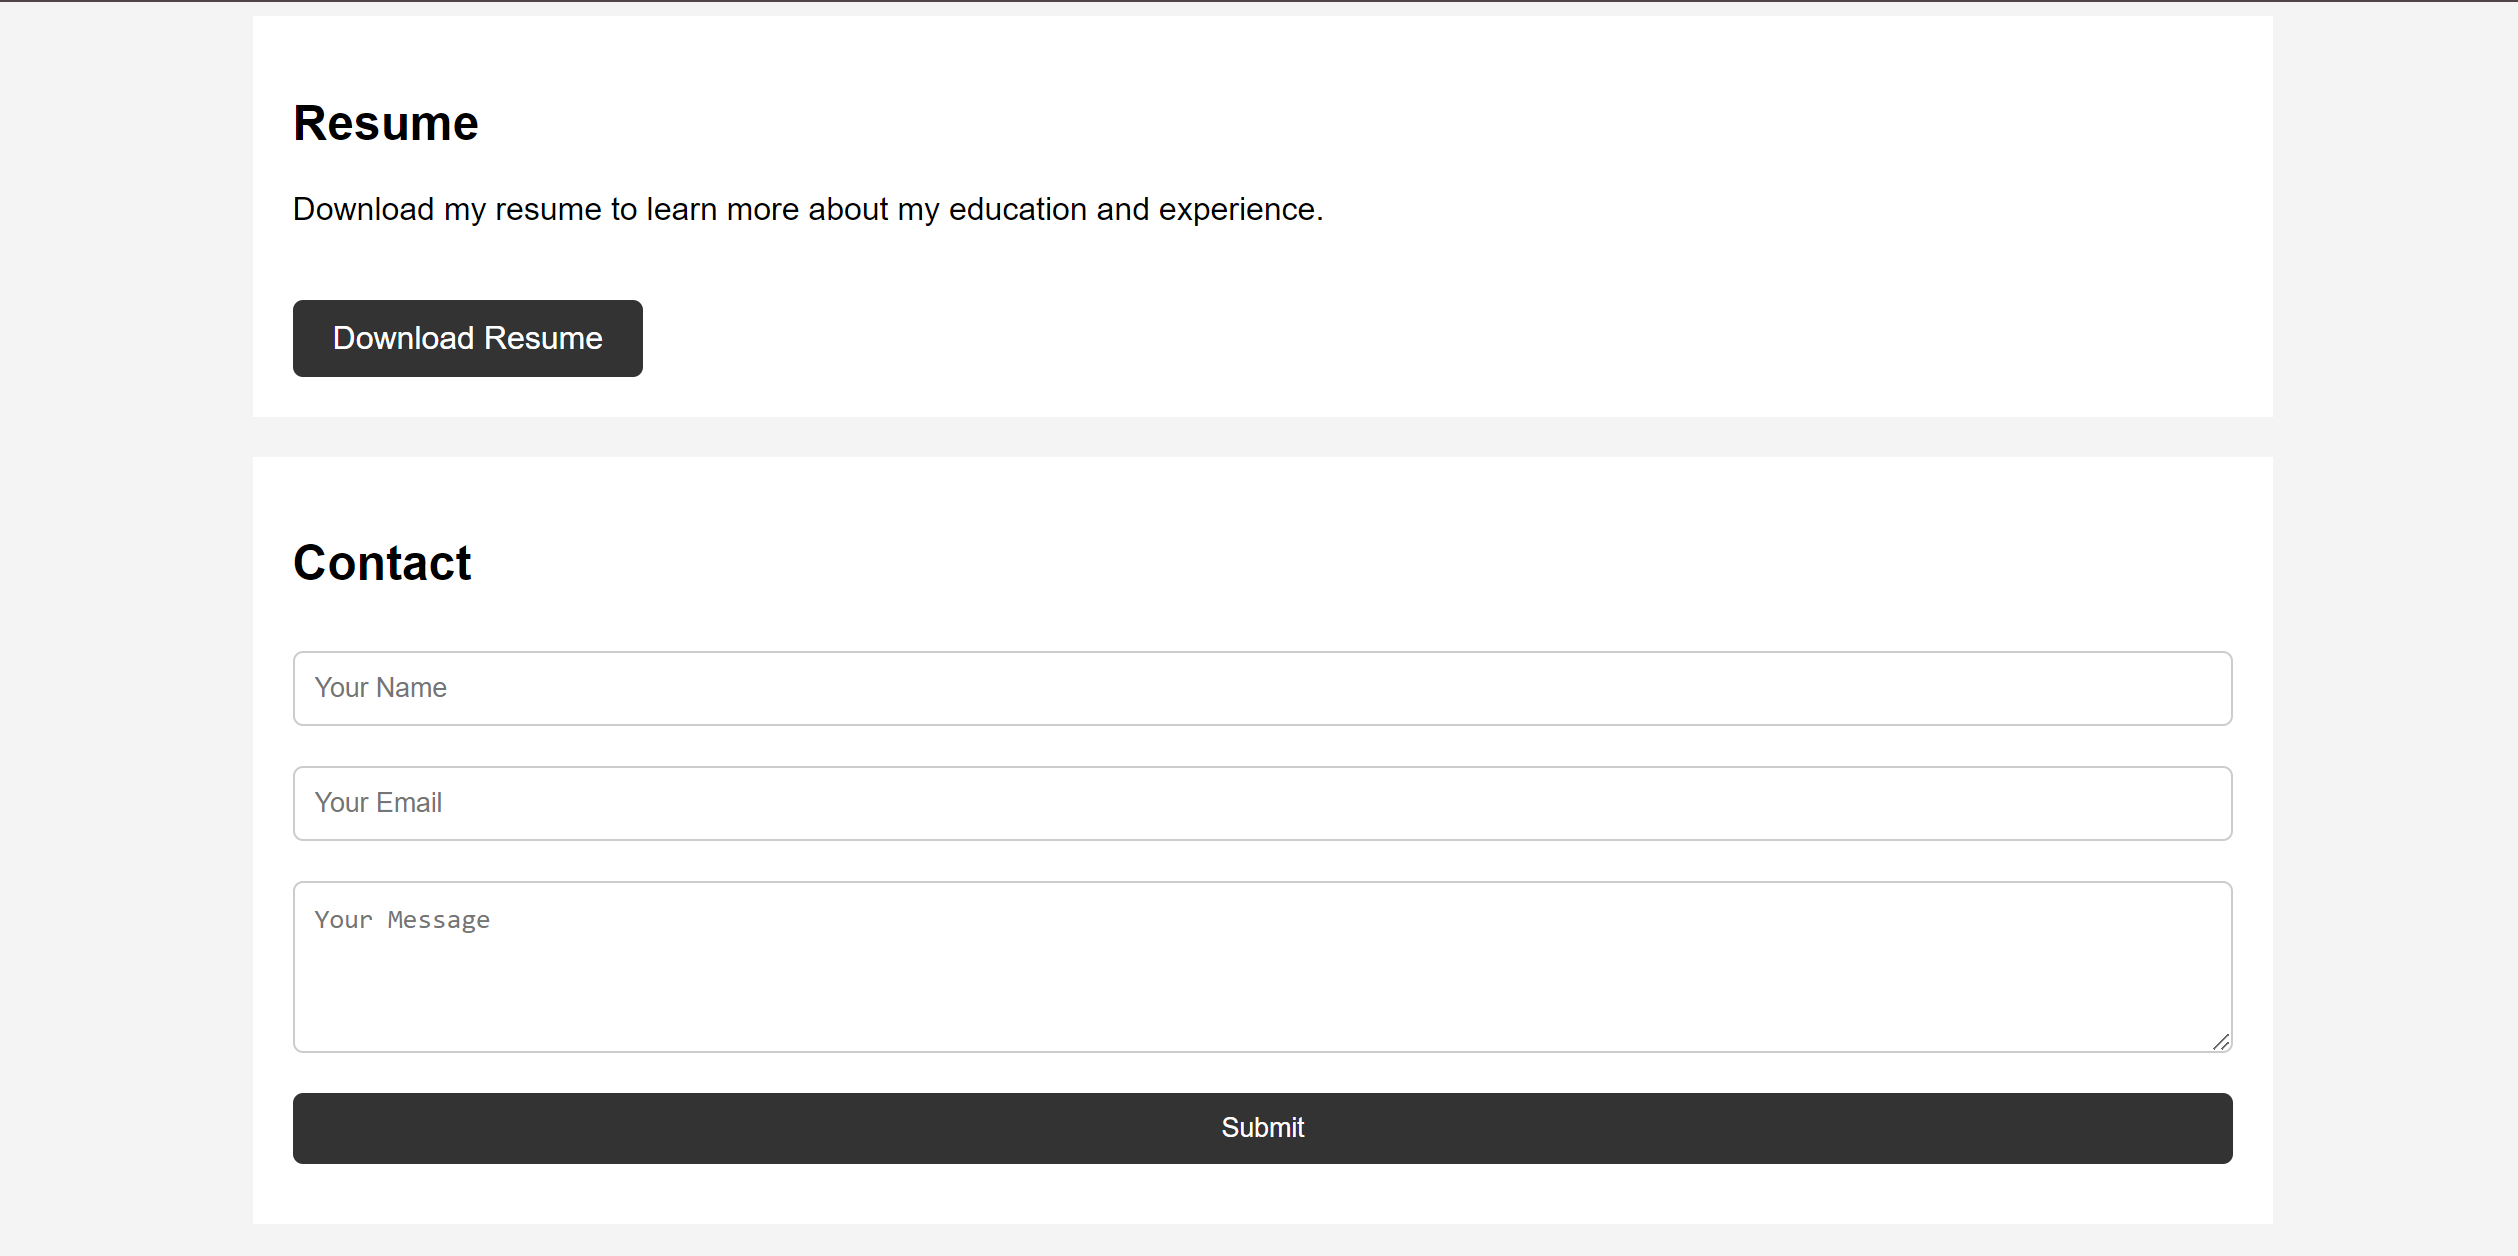 Resume
Download my resume to learn more about my education and experience.
Download Resume
Contact
Your Name
Your Email
Your Message
Submit